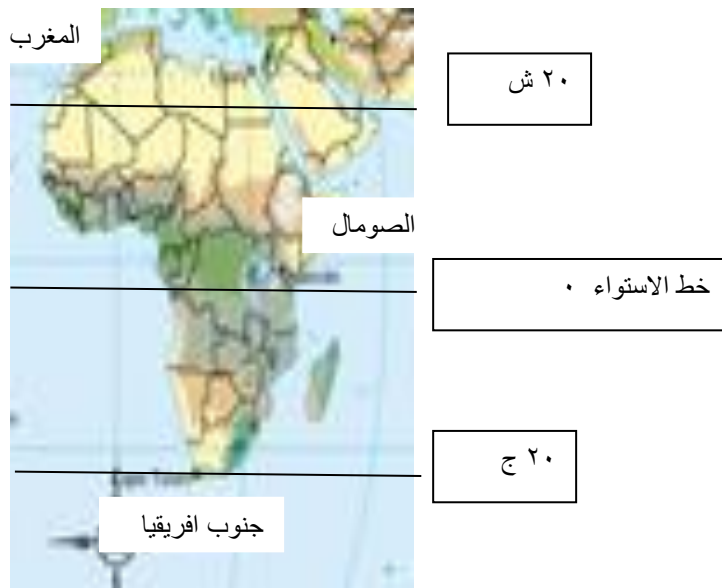 المغرب
٢٠ ش
الصومال
خط الاستواء ٠
٢٠ ج
جنوب افريقيا